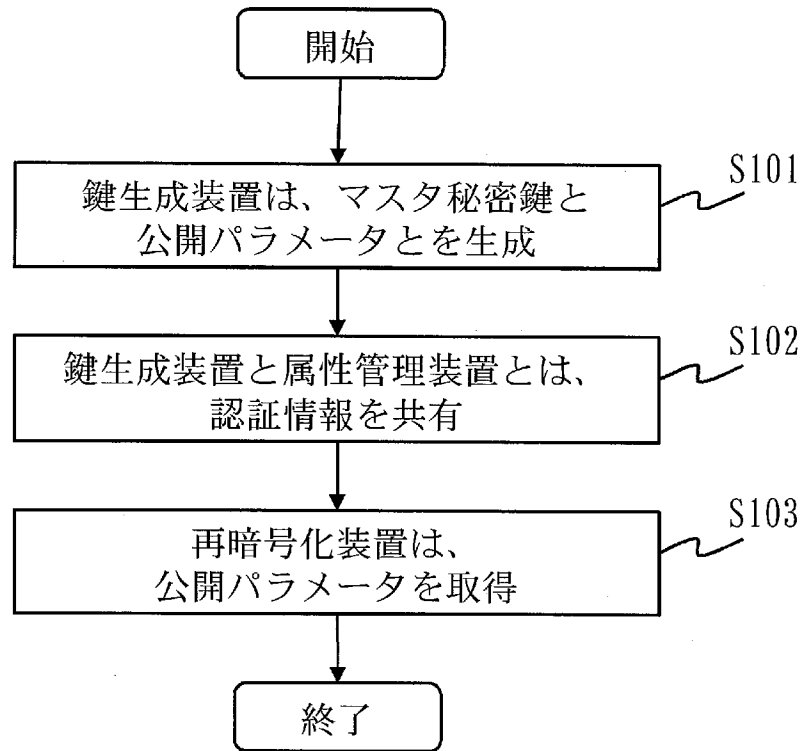 開始
鍵生成装置は、マスタ秘密鍵と
公開パラメータとを生成
S101
鍵生成装置と属性管理装置とは、
認証情報を共有
S102
再暗号化装置は、
公開パラメータを取得
S103
終了